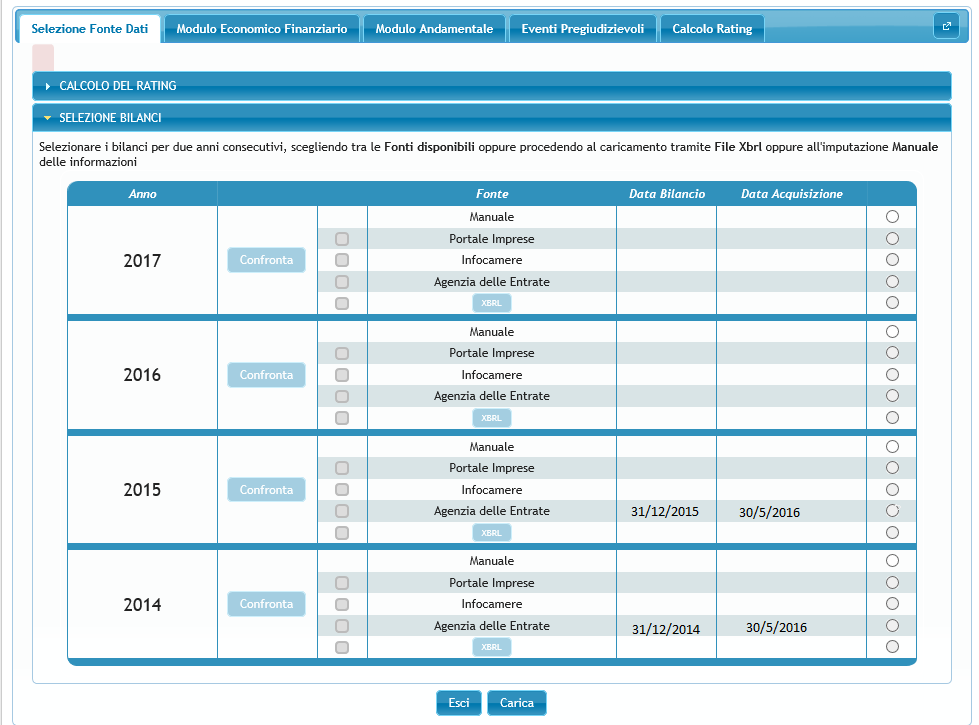 Selezione Fonte Dati Modulo Economico Finanziario Modulo Andamentale Eventi Pregiudizievoli Calcolo Rating
CALCOLO DEL RATING
SELEZIONE BILANCI
Selezionare i bilanci per due anni consecutivi, scegliendo tra le Fonti disponibili oppure procedendo al caricamento tramite File Xbrl oppure all'imputazione Manuale
delle informazioni
Anno Fonte Data Bilancio Data Acquisizione
Manuale
Portale Imprese
2017 Confronta Infocamere
Agenzia delle Entrate
XBRL
Manuale
Portale Imprese
2016 Confronta Infocamere
Agenzia delle Entrate
XBRL
Manuale
Portale Imprese
2015 Confronta Infocamere
Agenzia delle Entrate 31/12/2015 30/5/2016
XBRL
Manuale
Portale Imprese
2014 Confronta Infocamere
Agenzia delle Entrate 31/12/2014 30/5/2016
XBRL
Esci Carica